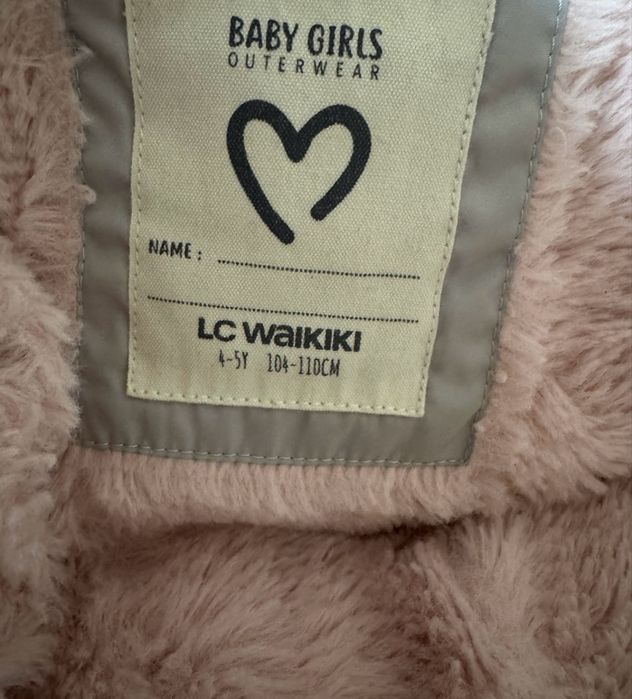 BABY GIRLS
OUTERWEAR
NAME :
LC WAIKIKI
4-5Y 104-110CM